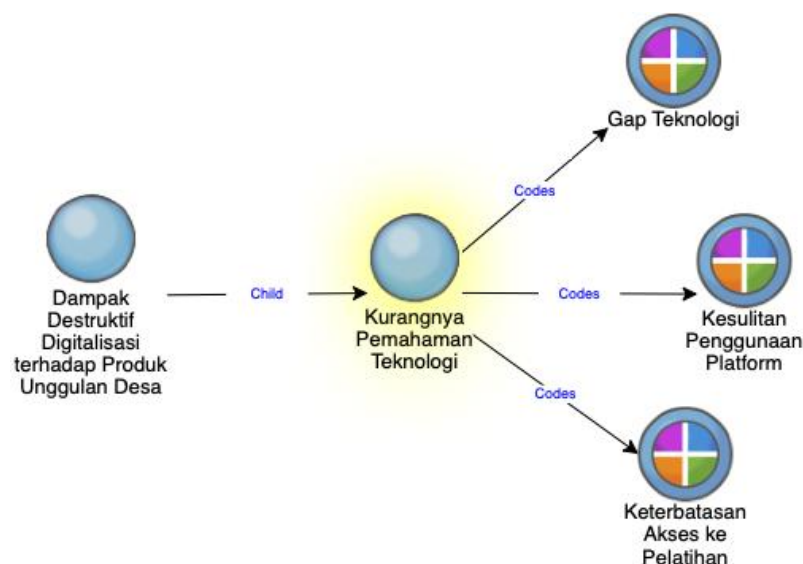 Gap Teknologi
Codes
Dampak
Destruktif
Digitalisasi
terhadap Produk
Unggulan Desa
Child
Kurangnya
Pemahaman
Teknologi
Codes
Kesulitan
Penggunaan
Platform
Codes
Keterbatasan
Akses ke
Pelatihan